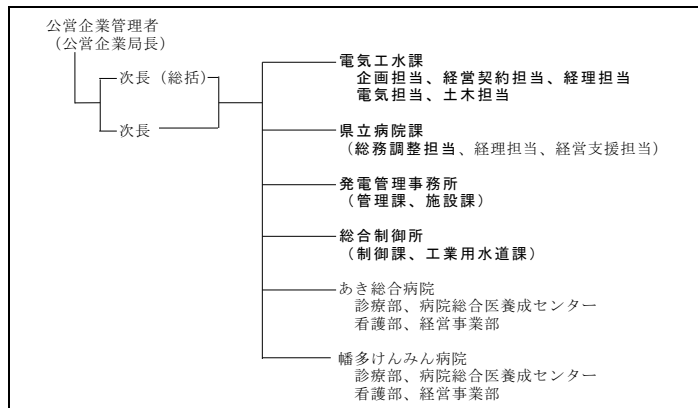 公営企業管理者
（公営企業局長）
次長（総括）
次長
電気工水課
企画担当、経営契約担当、経理担当
電気担当、土木担当
県立病院課
（総務調整担当、経理担当、経営支援担当）
発電管理事務所
（管理課、施設課）
総合制御所
（制御課、工業用水道課）
あき総合病院
診療部、病院総合医養成センター
看護部、経営事業部
幡多けんみん病院
診療部、病院総合医養成センター
看護部、経営事業部